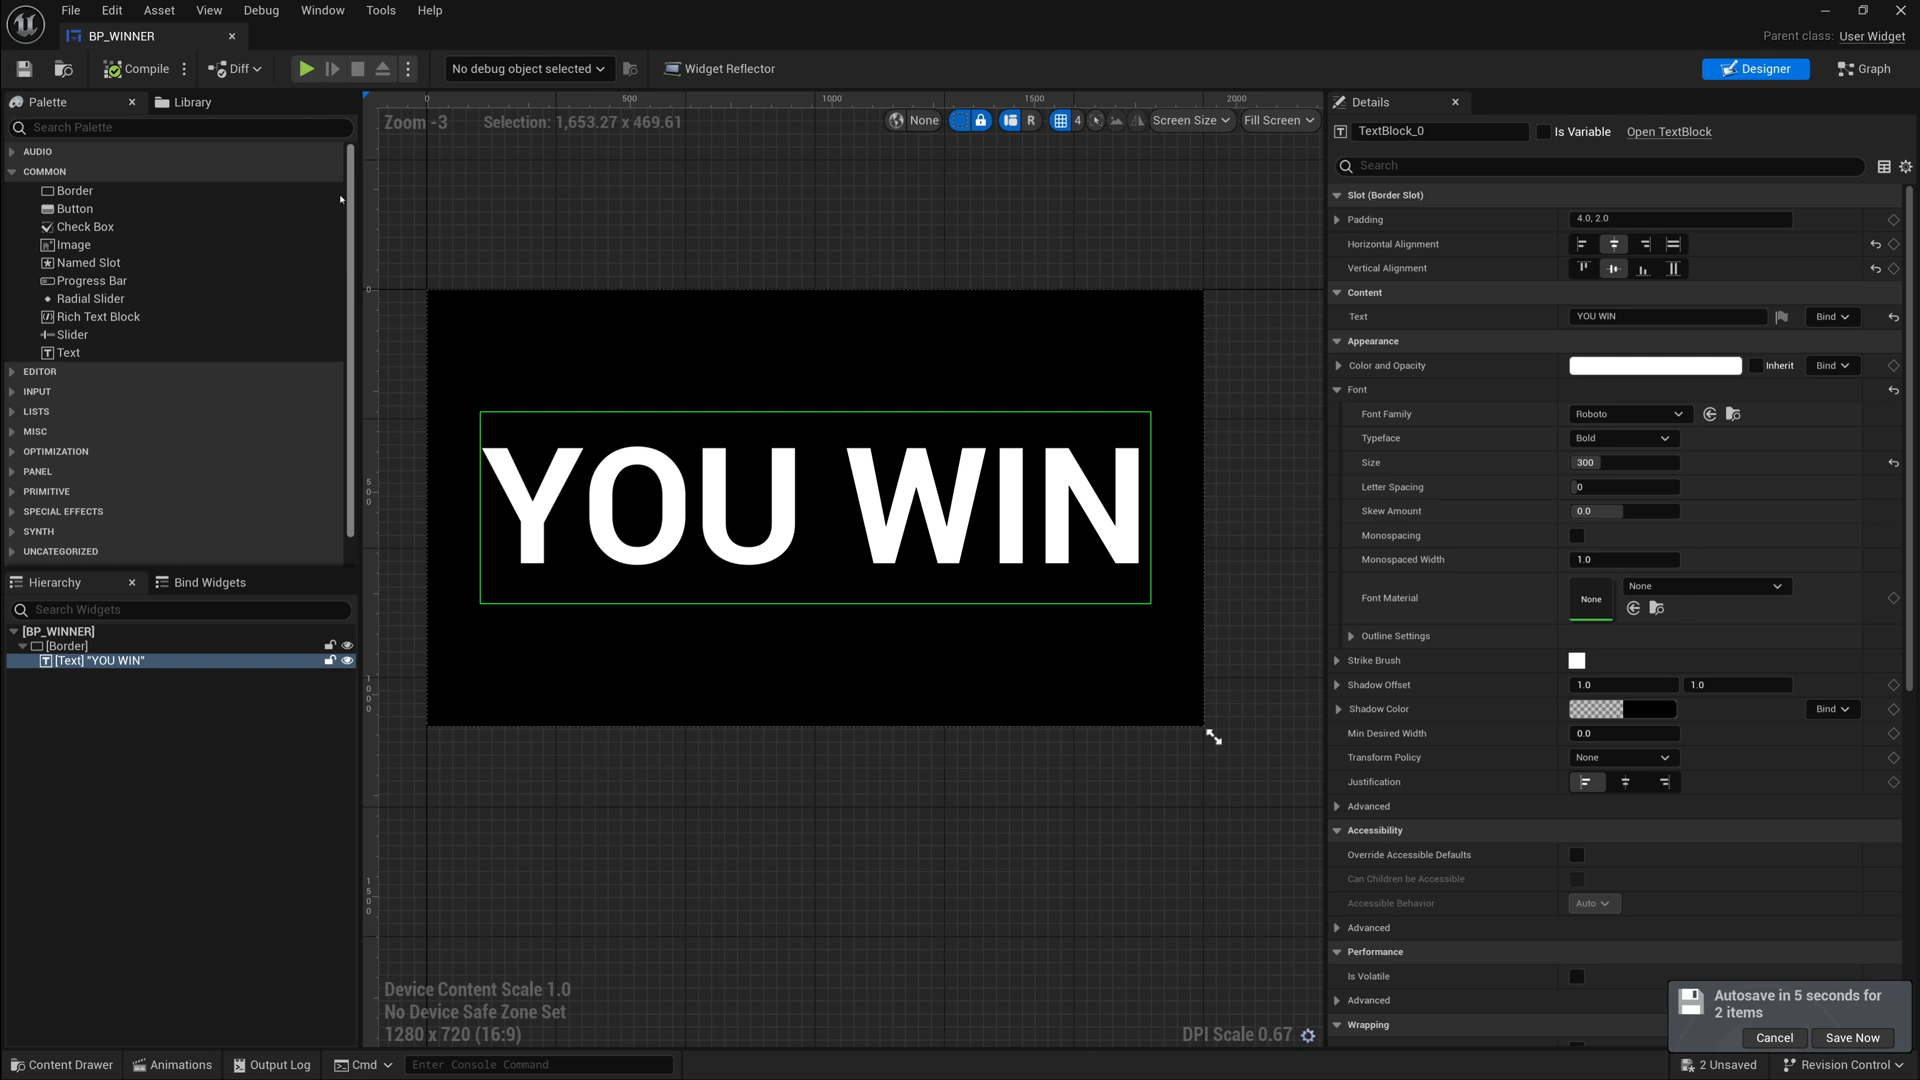 File Edit Asset View Debug Window Tools Help
BP_WINNER
Parent class: User Widget
Compile Diff No debug object selected Widget Reflector Designer Graph
Palette Library
Search Palette
AUDIO
COMMON
Border
Button
Check Box
Image
Named Slot
Progress Bar
Radial Slider
Rich Text Block
Slider
Text
EDITOR
INPUT
LISTS
MISC
OPTIMIZATION
PANEL
PRIMITIVE
SPECIAL EFFECTS
SYNTH
UNCATEGORIZED
Hierarchy Bind Widgets
Search Widgets
[BP_WINNER]
[Border]
[Text] "YOU WIN"
0 500 1000 1500 2000
Zoom -3 Selection: 1,653.27 x 469.61 None R 4 Screen Size Fill Screen
0
500
1000
1500
YOU WIN
Device Content Scale 1.0
No Device Safe Zone Set
1280 x 720 (16:9)
DPI Scale 0.67
Details
TextBlock_0 Is Variable Open TextBlock
Search
Slot (Border Slot)
Padding 4.0, 2.0
Horizontal Alignment
Vertical Alignment
Content
Text YOU WIN Bind
Appearance
Color and Opacity Inherit Bind
Font
Font Family Roboto
Typeface Bold
Size 300
Letter Spacing 0
Skew Amount 0.0
Monospacing
Monospaced Width 1.0
Font Material None None
Outline Settings
Strike Brush
Shadow Offset 1.0 1.0
Shadow Color Bind
Min Desired Width 0.0
Transform Policy None
Justification
Advanced
Accessibility
Override Accessible Defaults
Can Children be Accessible
Accessible Behavior Auto
Advanced
Performance
Is Volatile
Advanced
Wrapping
Autosave in 5 seconds for
2 items
Cancel Save Now
Content Drawer Animations Output Log Cmd Enter Console Command 2 Unsaved Revision Control